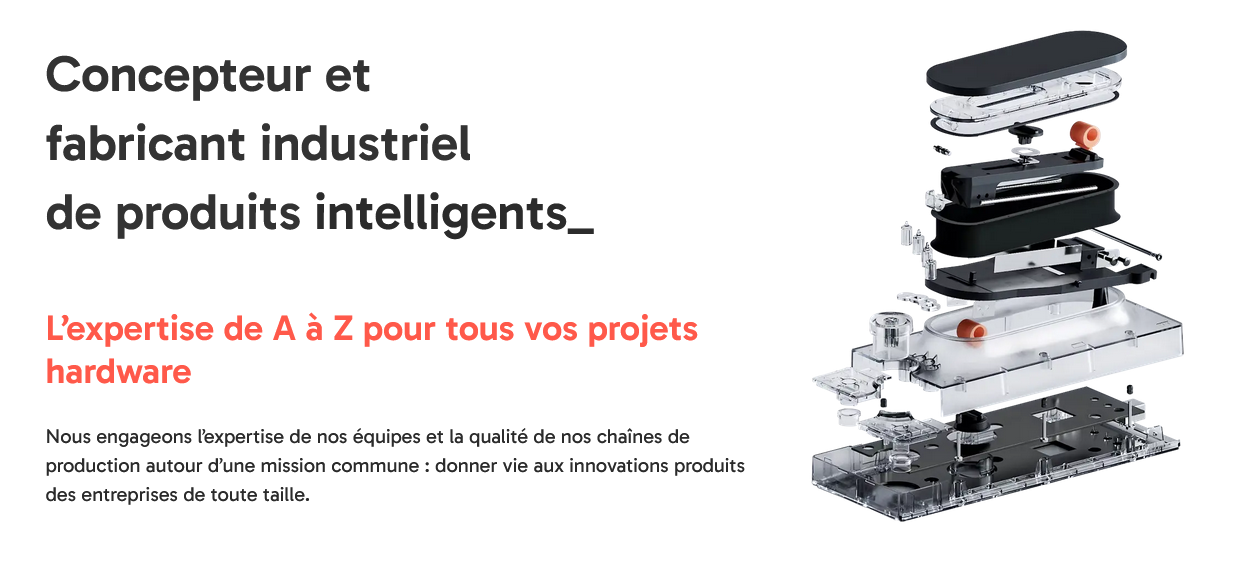 Concepteur et
fabricant industriel
de produits intelligents_
L’expertise de A à Z pour tous vos projets
hardware
Nous engageons l’expertise de nos équipes et la qualité de nos chaînes de
production autour d’une mission commune : donner vie aux innovations produits
des entreprises de toute taille.